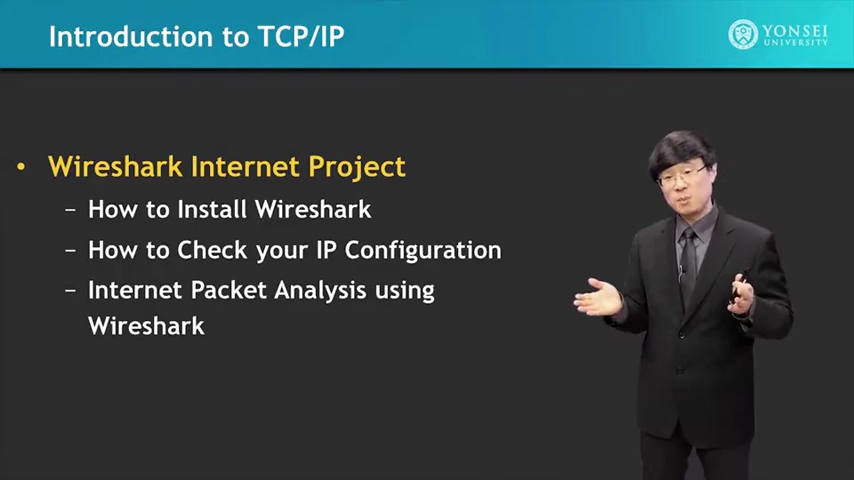 Introduction to TCP/IP
YONSEI
UNIVERSITY
• Wireshark Internet Project
– How to Install Wireshark
– How to Check your IP Configuration
– Internet Packet Analysis using
Wireshark